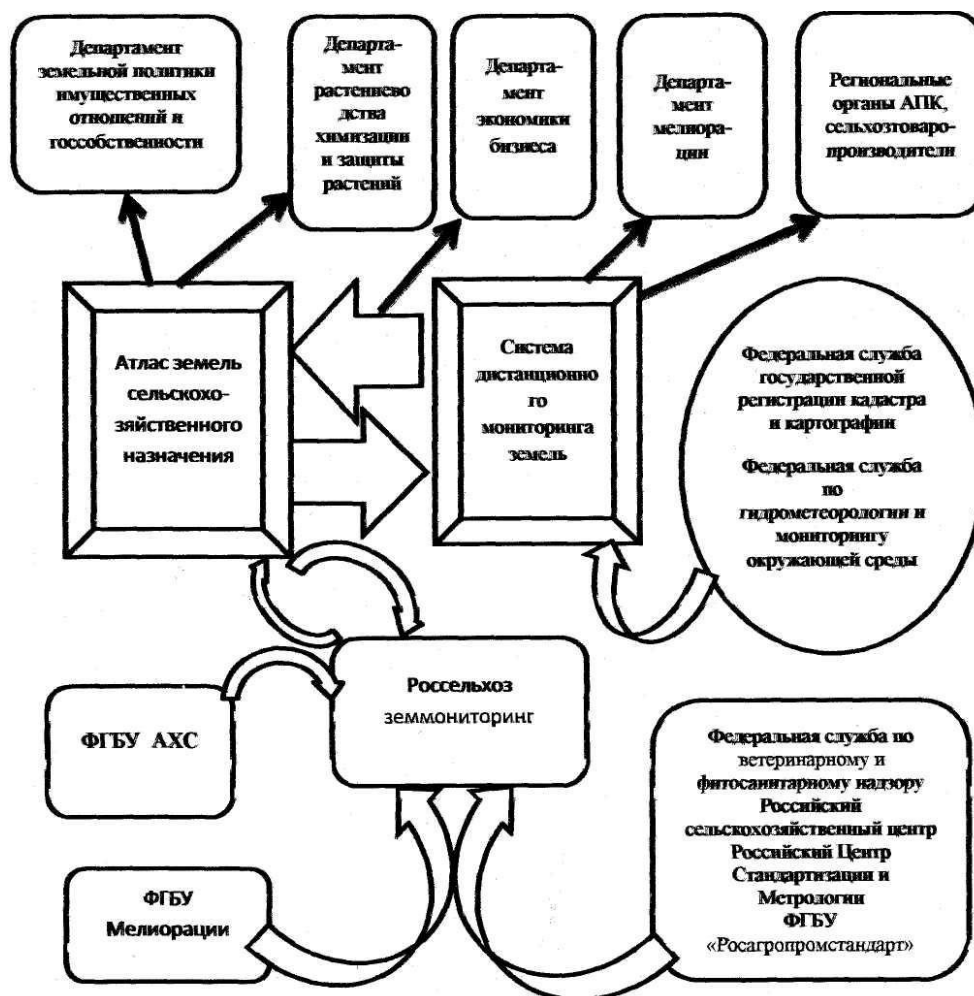 Департамент
земельной политики
имущественных
отношений и
госсобственности
Департа-
мент
растениево
дства
химизации
и защиты
растений
Департа-
мент
экономики
бизнеса
Департа-
мент
мелиора-
ции
Региональные
органы АПК,
сельхозтоваро-
производители
Атлас земель
сельскохо-
зяйственного
назначения
Система
дистанционно
го
мониторинга
земель
Федеральная служба
государственной
регистрации кадастра
и картографии
Федеральная служба
по
гидрометеорологии и
мониторингу
окружающей среды
Россельхоз
земмониторинг
ФГБУ АХС
ФГБУ
Мелиорации
Федеральная служба по
ветеринарному и
фитосанитарному надзору
Российский
сельскохозяйственный центр
Российский Центр
Стандартизации и
Метрологии
ФГБУ
«Росагропромстандарт»